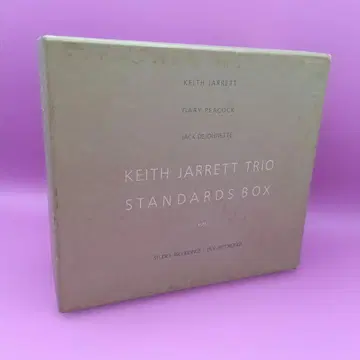 KEITH JARRETT
GARY PEACOCK
JACK DEJOHNETTE
KEITH JARRETT TRIO
STANDARDS BOX